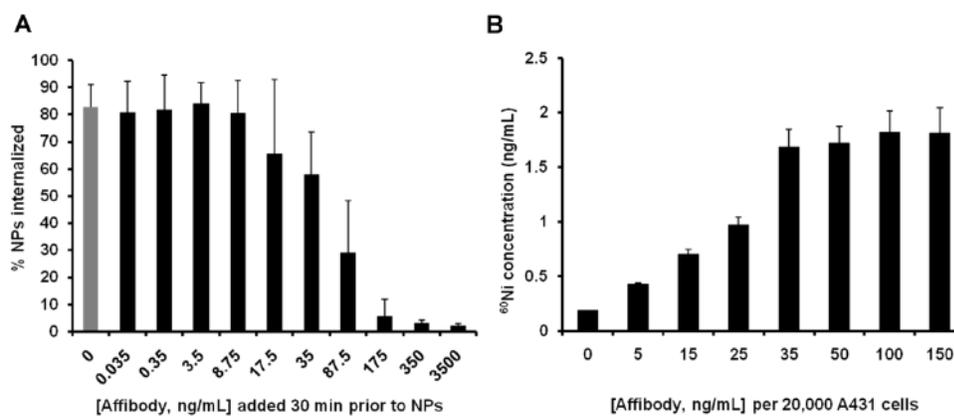 A
% NPs internalized
100
90
80
70
60
50
40
30
20
10
0
0 0.035 0.35 3.5 8.75 17.5 35 87.5 175 350 3500
[Affibody, ng/mL] added 30 min prior to NPs
B
⁶⁰Ni concentration (ng/mL)
2.5
2
1.5
1
0.5
0
0 5 15 25 35 50 100 150
[Affibody, ng/mL] per 20,000 A431 cells